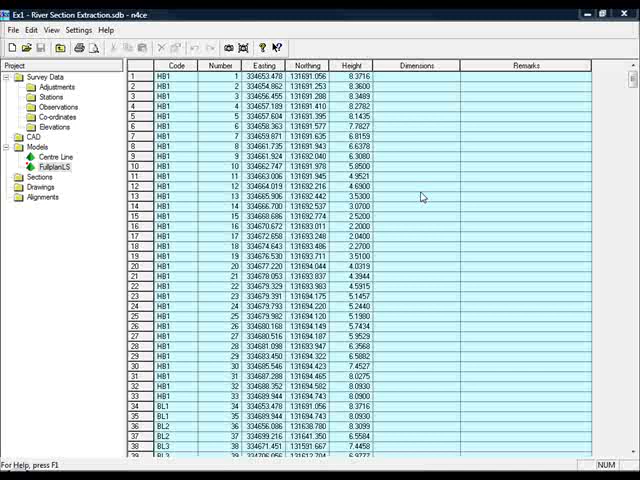 Ex1 - River Section Extraction.sdb - n4ce
File Edit View Settings Help
Project
Survey Data
Adjustments
Stations
Observations
Co-ordinates
Elevations
CAD
Models
Centre Line
FullplanLS
Sections
Drawings
Alignments
Code Number Easting Northing Height Dimensions Remarks
1 HB1 1 334653.478 131691.056 8.3716
2 HB1 2 334654.862 131691.253 8.3600
3 HB1 3 334656.455 131691.288 8.3489
4 HB1 4 334657.189 131691.410 8.2782
5 HB1 5 334657.604 131691.395 8.1435
6 HB1 6 334658.363 131691.577 7.7827
7 HB1 7 334659.871 131691.635 6.8159
8 HB1 8 334661.735 131691.943 6.6378
9 HB1 9 334661.924 131692.040 6.3080
10 HB1 10 334662.747 131691.978 5.8500
11 HB1 11 334663.006 131691.945 4.9521
12 HB1 12 334664.019 131692.216 4.6900
13 HB1 13 334665.906 131692.442 3.5300
14 HB1 14 334666.700 131692.537 3.0700
15 HB1 15 334668.686 131692.774 2.5200
16 HB1 16 334670.672 131693.011 2.2000
17 HB1 17 334672.658 131693.248 2.0400
18 HB1 18 334674.643 131693.486 2.2700
19 HB1 19 334676.530 131693.711 3.5100
20 HB1 20 334677.220 131694.044 4.0319
21 HB1 21 334678.053 131693.837 4.3944
22 HB1 22 334679.329 131693.983 4.5915
23 HB1 23 334679.391 131694.175 5.1457
24 HB1 24 334679.793 131694.220 5.2440
25 HB1 25 334679.982 131694.120 5.1980
26 HB1 26 334680.168 131694.149 5.7434
27 HB1 27 334680.516 131694.187 5.9529
28 HB1 28 334681.098 131693.947 6.3568
29 HB1 29 334683.450 131694.322 6.5882
30 HB1 30 334685.546 131694.423 7.4527
31 HB1 31 334687.288 131694.465 8.0275
32 HB1 32 334688.352 131694.582 8.0930
33 HB1 33 334689.944 131694.743 8.0900
34 BL1 34 334653.478 131691.056 8.3716
35 BL1 35 334689.944 131694.743 8.0930
36 BL2 36 334656.086 131638.780 8.3099
37 BL2 37 334699.216 131641.350 6.5584
38 BL3 38 334671.451 131591.667 7.4458
39 BL3 39 334706.056 131612.704 6.9777
For Help, press F1
NUM